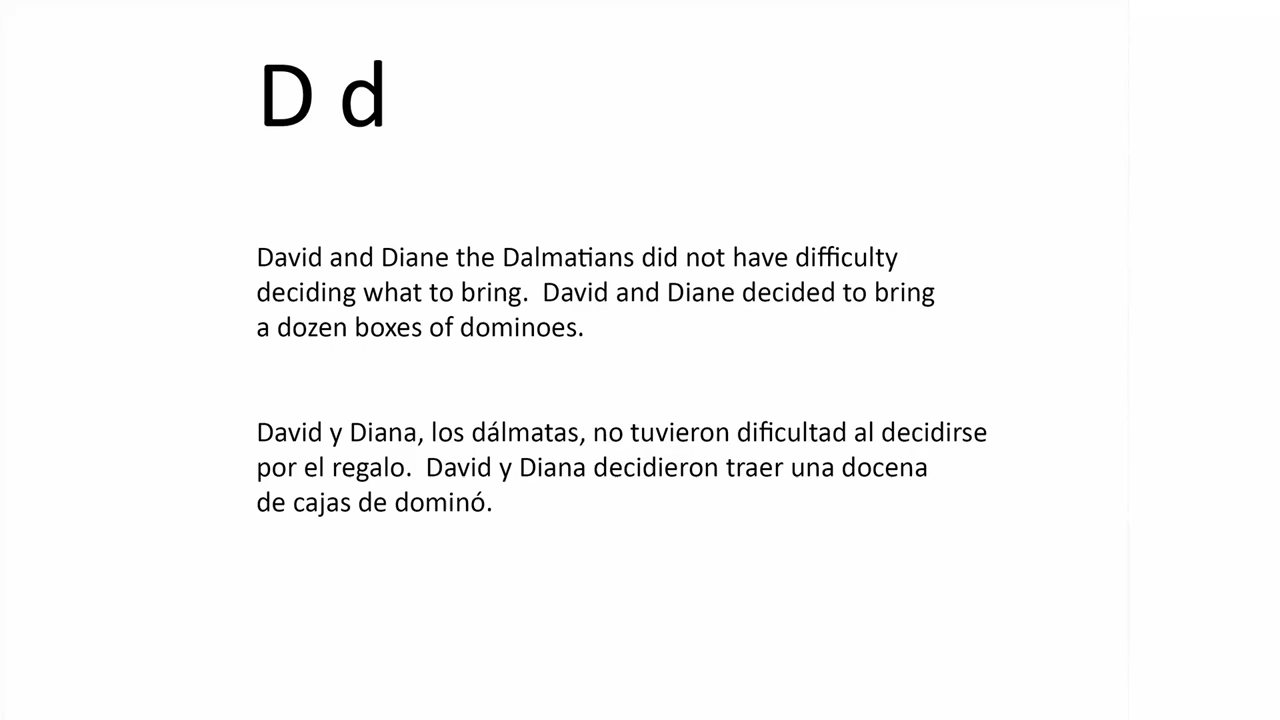 D d
David and Diane the Dalmatians did not have difficulty
deciding what to bring.  David and Diane decided to bring
a dozen boxes of dominoes.
David y Diana, los dálmatas, no tuvieron dificultad al decidirse
por el regalo.  David y Diana decidieron traer una docena
de cajas de dominó.